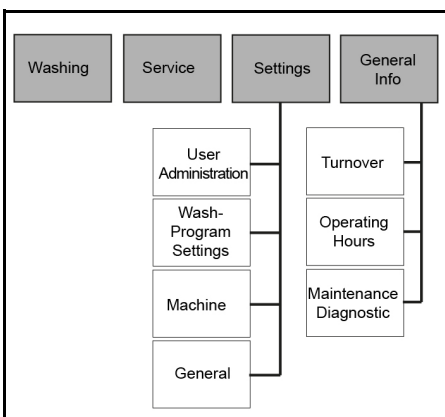 Washing
Service
Settings
General
Info
User
Administration
Wash-
Program
Settings
Machine
General
Turnover
Operating
Hours
Maintenance
Diagnostic